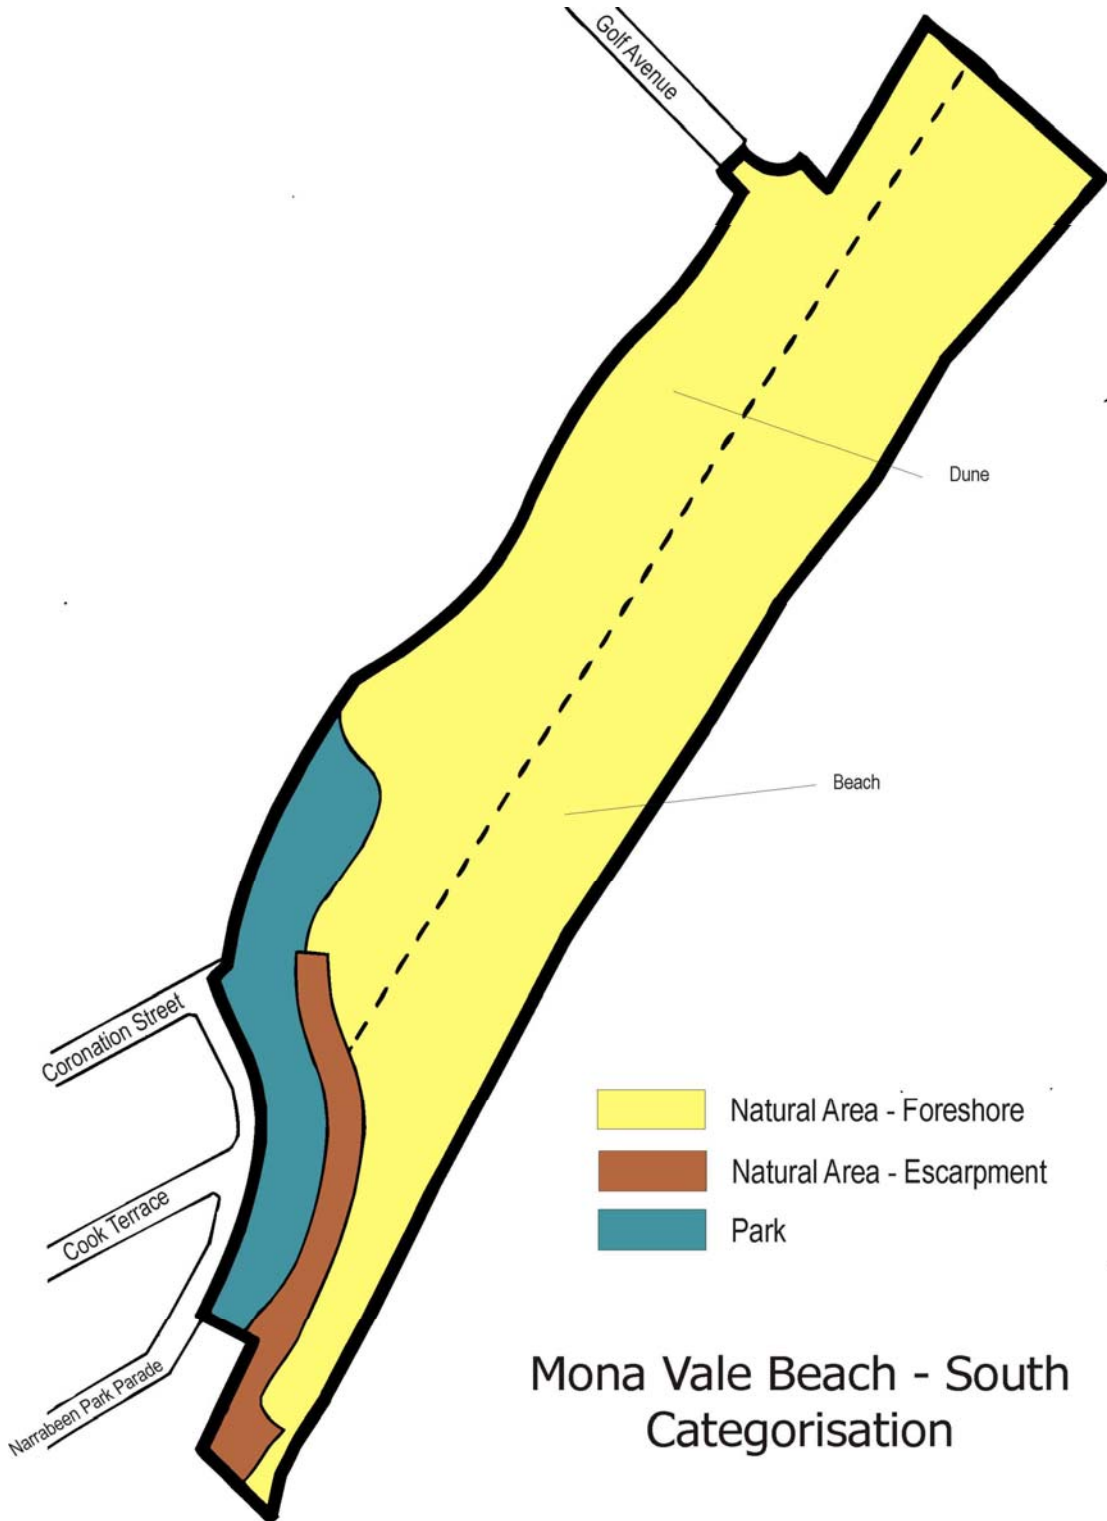 Golf Avenue
Dune
Beach
Coronation Street
Cook Terrace
Narrabeen Park Parade
Natural Area - Foreshore
Natural Area - Escarpment
Park
Mona Vale Beach - South
Categorisation